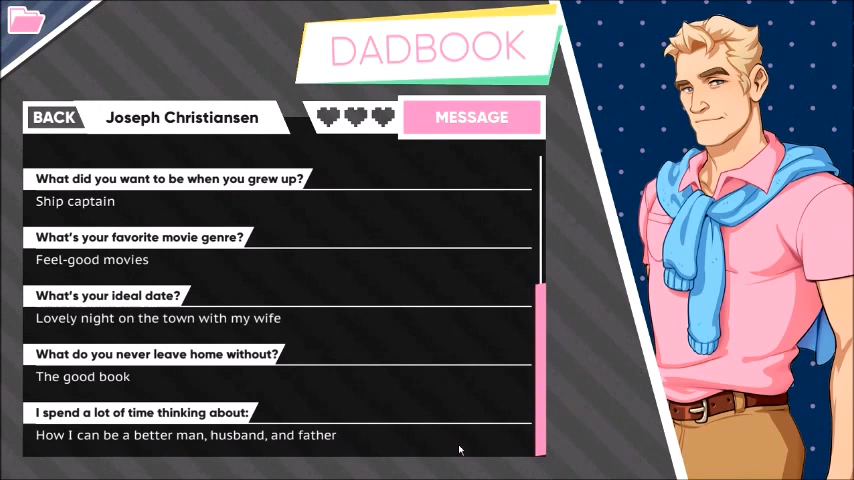 DADBOOK
BACK
Joseph Christiansen
MESSAGE
What did you want to be when you grew up?
Ship captain
What's your favorite movie genre?
Feel-good movies
What's your ideal date?
Lovely night on the town with my wife
What do you never leave home without?
The good book
I spend a lot of time thinking about:
How I can be a better man, husband, and father